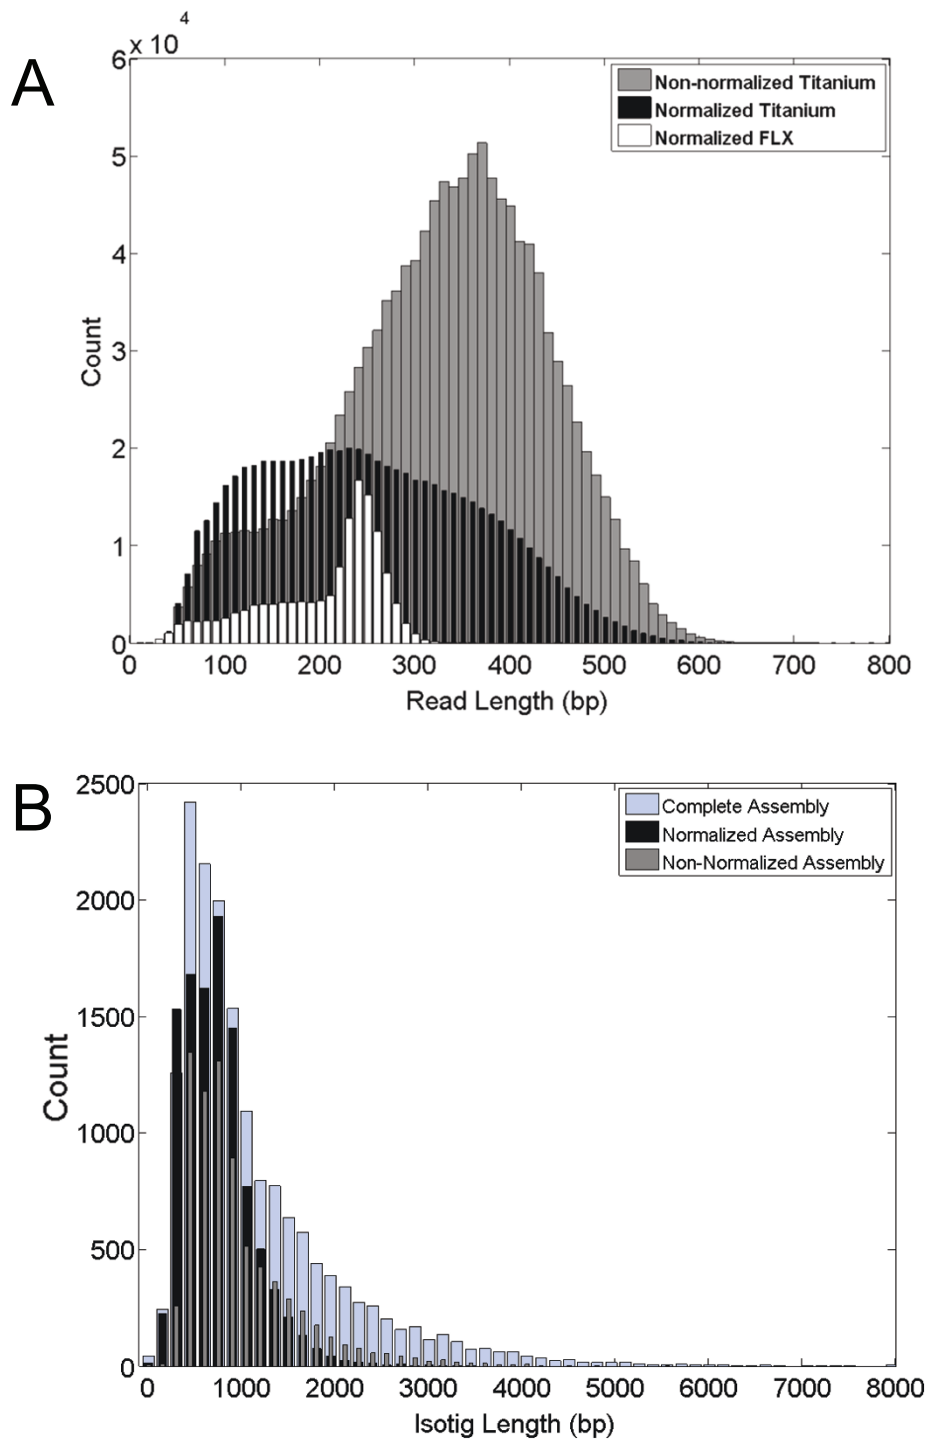 A
x 10 4
6
5
4
3
2
1
0
Count
Non-normalized Titanium
Normalized Titanium
Normalized FLX
0 100 200 300 400 500 600 700 800
Read Length (bp)
B
2500
2000
1500
1000
500
0
Count
Complete Assembly
Normalized Assembly
Non-Normalized Assembly
0 1000 2000 3000 4000 5000 6000 7000 8000
Isotig Length (bp)